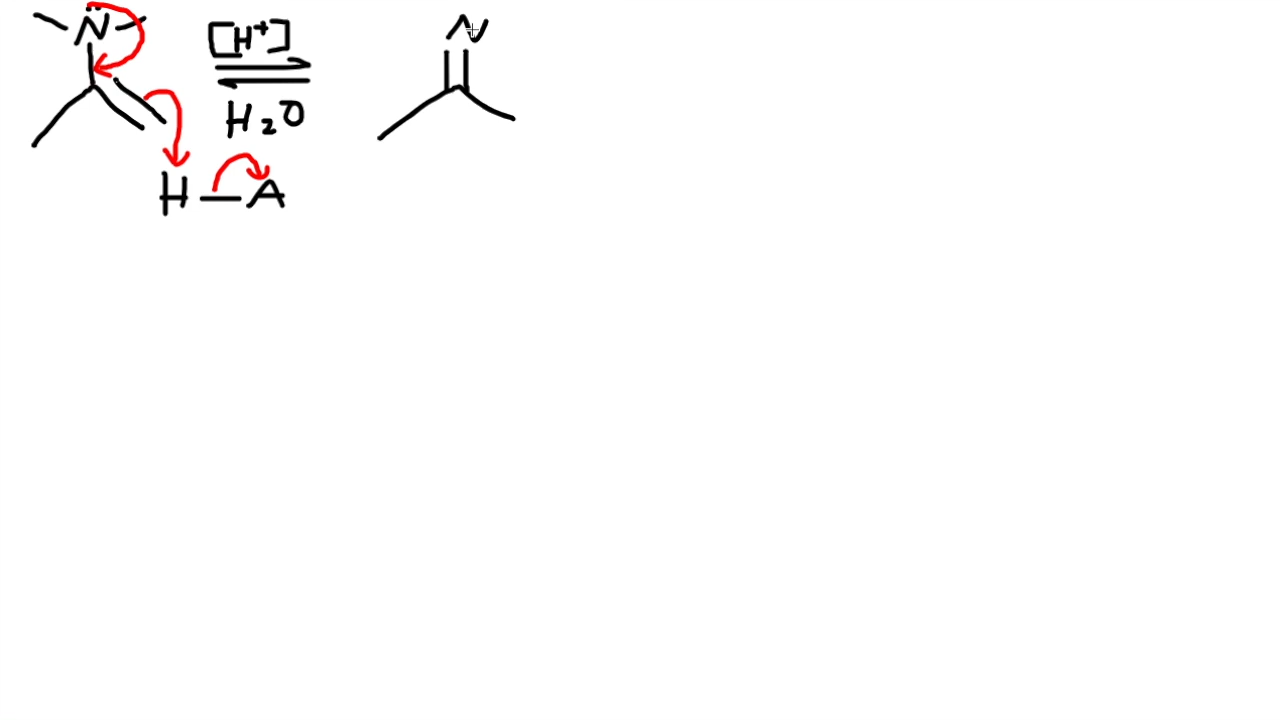 N [H+] N
H2O
H — A